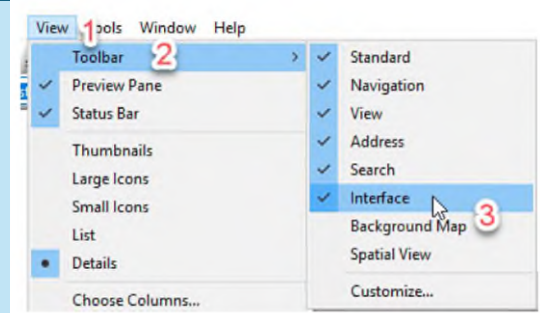 View 1 Tools Window Help
Toolbar 2 >
Preview Pane
Status Bar
Thumbnails
Large Icons
Small Icons
List
Details
Choose Columns...
Standard
Navigation
View
Address
Search
Interface
Background Map 3
Spatial View
Customize...